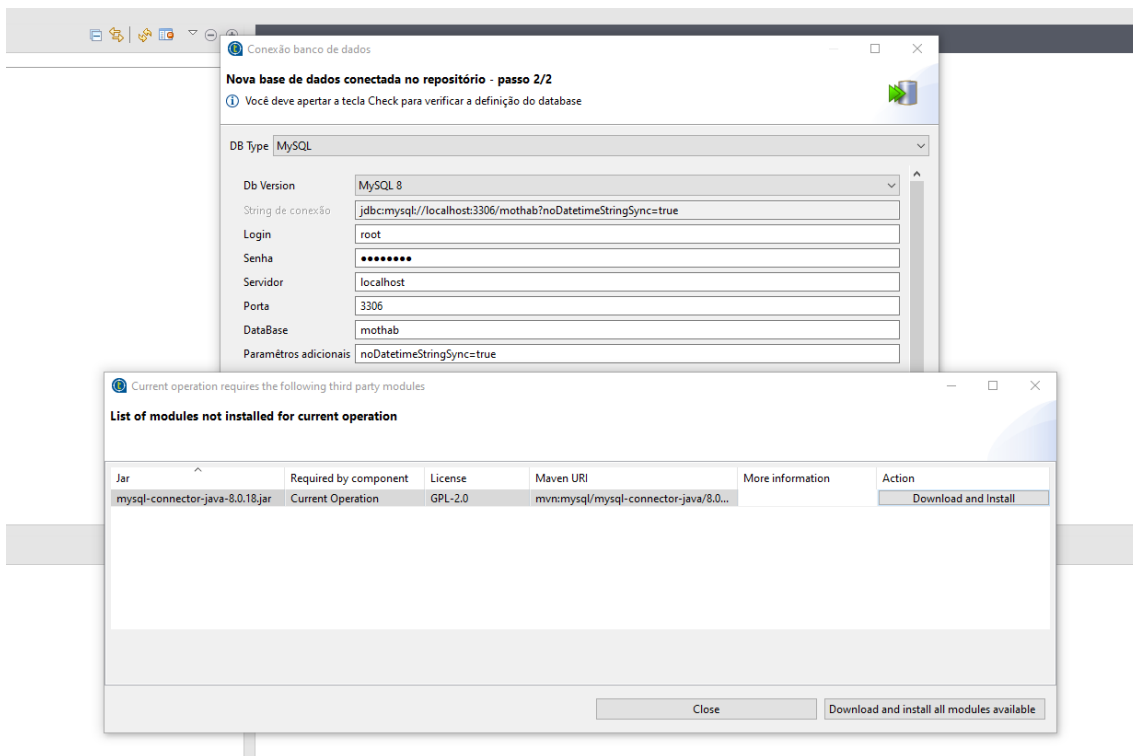 Conexão banco de dados
Nova base de dados conectada no repositório - passo 2/2
Você deve apertar a tecla Check para verificar a definição do database
DB Type MySQL
Db Version MySQL 8
String de conexão jdbc:mysql://localhost:3306/mothab?noDatetimeStringSync=true
Login root
Senha ●●●●●●●●
Servidor localhost
Porta 3306
DataBase mothab
Paramêtros adicionais noDatetimeStringSync=true
Current operation requires the following third party modules
List of modules not installed for current operation
Jar Required by component License Maven URI More information Action
mysql-connector-java-8.0.18.jar Current Operation GPL-2.0 mvn:mysql/mysql-connector-java/8.0... Download and Install
Close Download and install all modules available